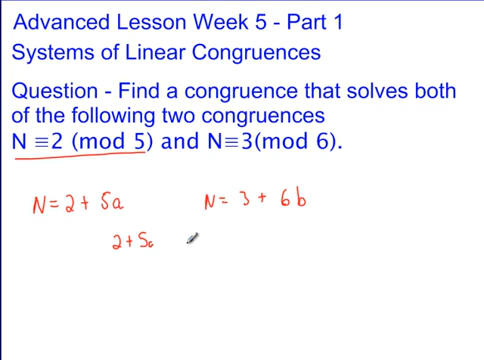 Advanced Lesson Week 5 - Part 1
Systems of Linear Congruences
Question - Find a congruence that solves both
of the following two congruences
N ≡2 (mod 5) and N≡3(mod 6).
N = 2 + 5a N = 3 + 6b
2 + 5a